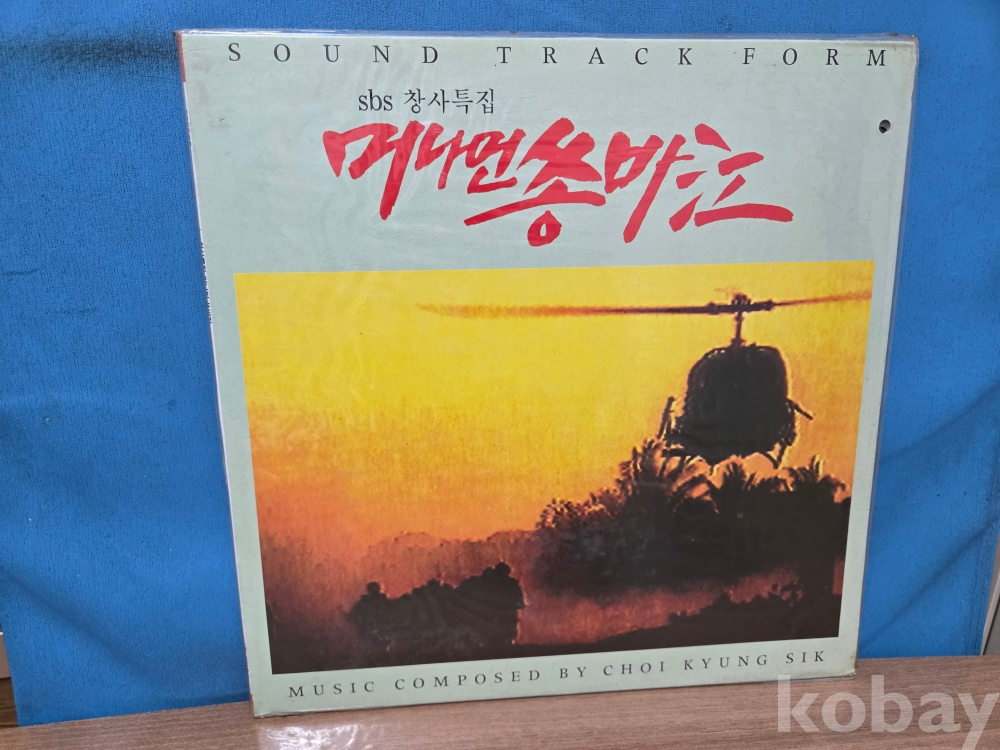 SOUND TRACK FORM
sbs 창사특집
머나먼쏭바江
MUSIC COMPOSED BY CHOI KYUNG SIK
kobay